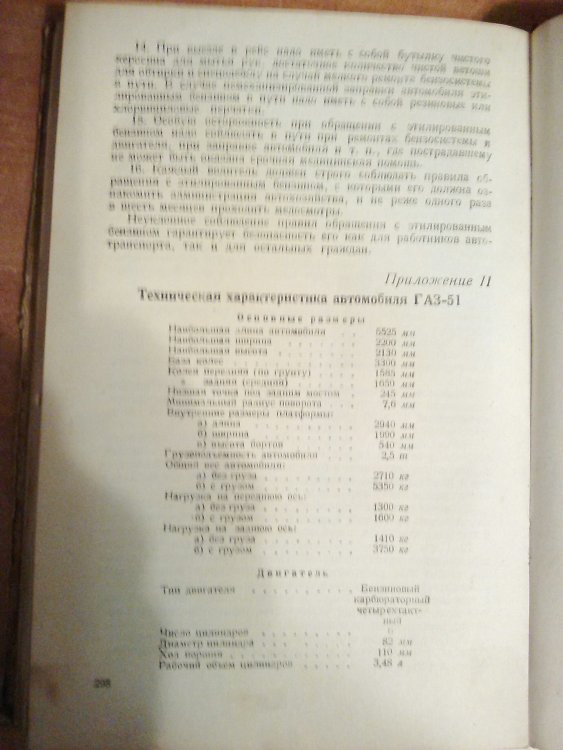 14. При выезде в рейс надо иметь с собой бутылку чистого
керосина для мытья рук, достаточное количество чистой ветоши
для обтирки и спецодежду на случай мелкого ремонта бензосистемы
в пути. В случае немеханизированной заправки автомобиля эти-
лированным бензином в пути надо иметь с собой резиновые или
хлорвиниловые перчатки.
15. Особую осторожность при обращении с этилированным
бензином надо соблюдать в пути при ремонтах бензосистемы и
двигателя, при заправке автомобиля и т. п., где пострадавшему
не может быть оказана срочная медицинская помощь.
16. Каждый водитель должен строго соблюдать правила об-
ращения с этилированным бензином, с которыми его должна оз-
накомить администрация автохозяйства, и не реже одного раза
в шесть месяцев проходить медосмотры.
Неуклонное соблюдение правил обращения с этилированным
бензином гарантирует безопасность его как для работников авто-
транспорта, так и для остальных граждан.
Приложение II
Техническая характеристика автомобиля ГАЗ-51
Основные размеры
Наибольшая длина автомобиля . . 5525 мм
Наибольшая ширина . . . . . . . 2200 мм
Наибольшая высота . . . . . . . 2130 мм
База колес . . . . . . . . . 3300 мм
Колея передняя (по грунту) . . . . 1585 мм
» задняя (средняя) . . . . . 1650 мм
Низшая точка под задним мостом . 245 мм
Минимальный радиус поворота . . . 7,6
Внутренние размеры платформы:
а) длина . . . . . . . . 2940 мм
б) ширина . . . . . . . 1990 мм
в) высота бортов . . . . . 540 мм
Грузоподъемность автомобиля . . . 2,5 т
Общий вес автомобиля:
а) без груза . . . . . . . 2710 кг
б) с грузом . . . . . . . 5350 кг
Нагрузка на переднюю ось:
а) без груза . . . . . . . 1300 кг
б) с грузом . . . . . . . 1600 кг
Нагрузка на заднюю ось:
а) без груза . . . . . . . 1410 кг
б) с грузом . . . . . . . 3750 кг
Двигатель
Тип двигателя . . . . . . . . . Бензиновый
карбюраторный
четырехтакт-
ный
Число цилиндров . . . . . . . . 6
Диаметр цилиндра . . . . . . . 82 мм
Ход поршня . . . . . . . . . . 110 мм
Рабочий объем цилиндров . . . . . 3,48 л
298